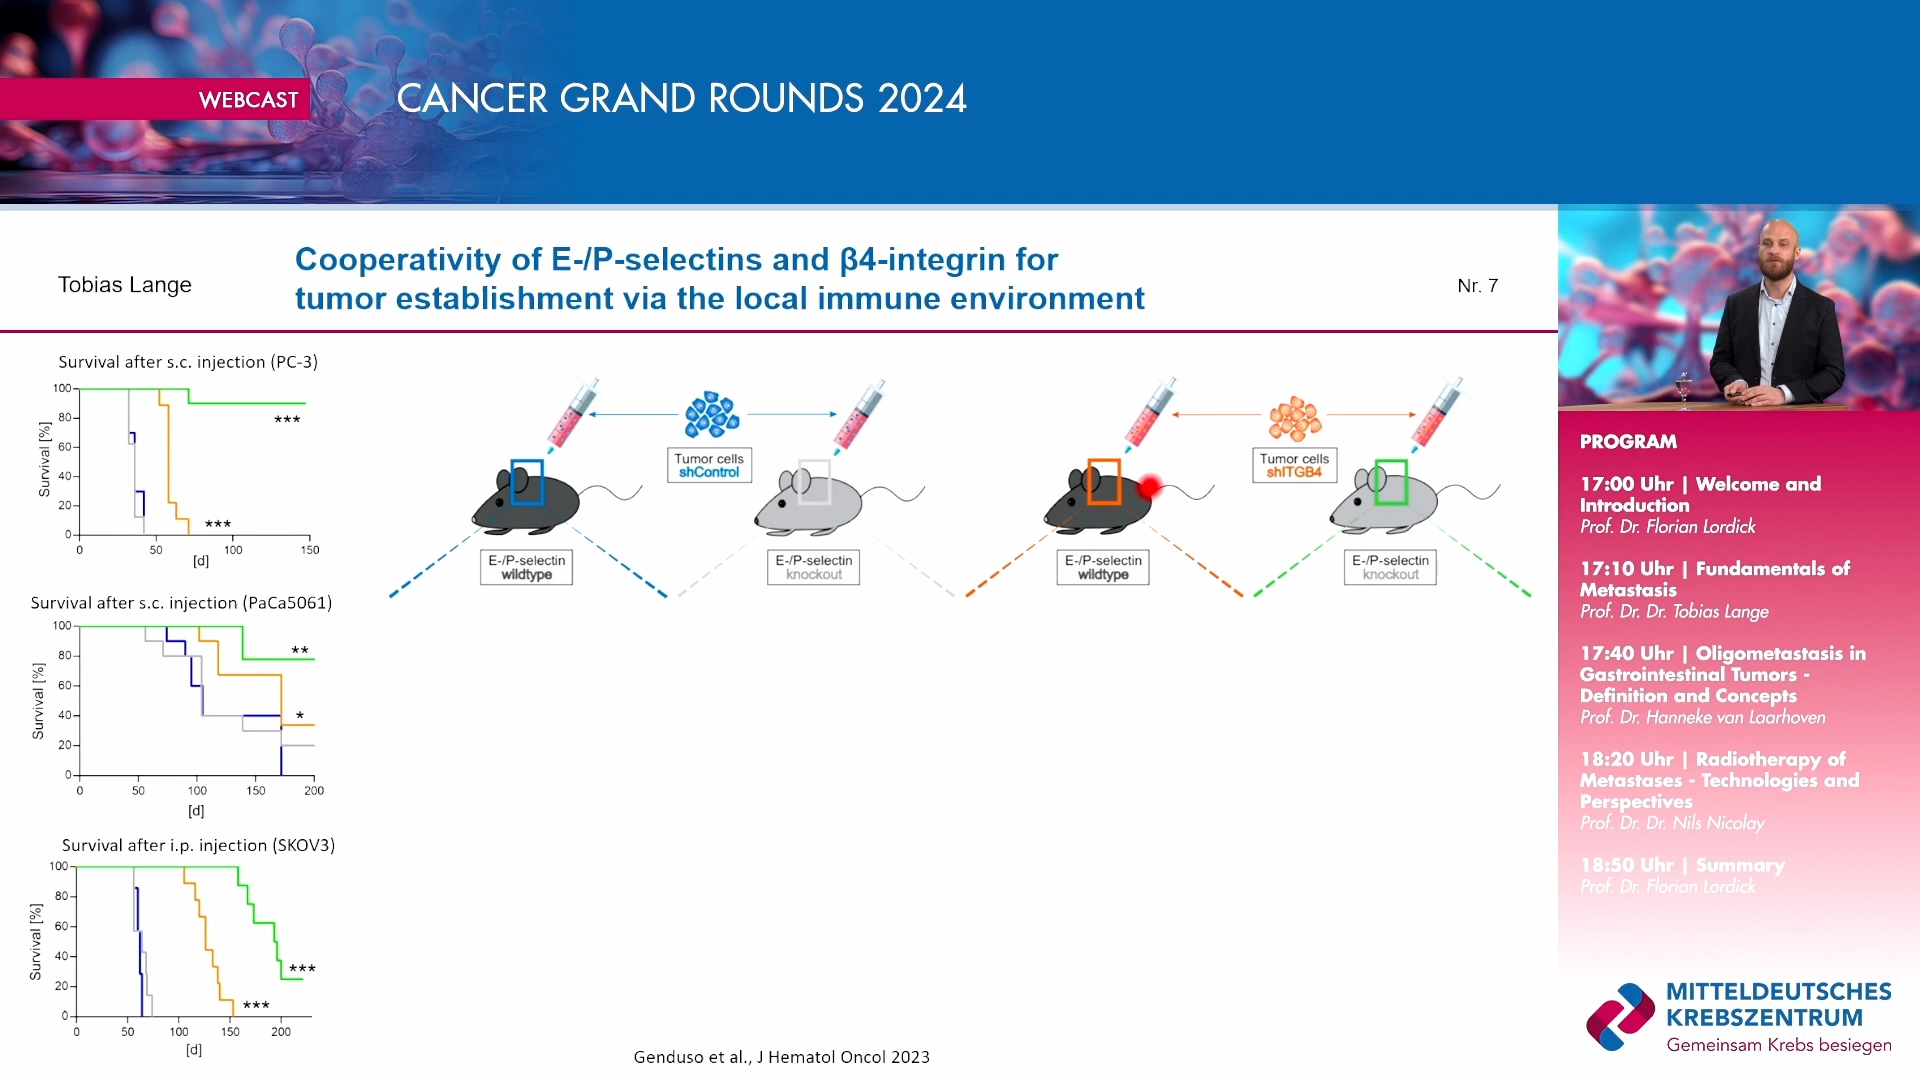 WEBCAST
CANCER GRAND ROUNDS 2024
Tobias Lange
Cooperativity of E-/P-selectins and β4-integrin for
tumor establishment via the local immune environment
Nr. 7
Survival after s.c. injection (PC-3)
100
80
60
40
20
0
Survival [%]
***
***
0 50 100 150
[d]
Survival after s.c. injection (PaCa5061)
100
80
60
40
20
0
Survival [%]
**
*
0 50 100 150 200
[d]
Survival after i.p. injection (SKOV3)
100
80
60
40
20
0
Survival [%]
***
***
0 50 100 150 200
[d]
Tumor cells
shControl
Tumor cells
shITGB4
E-/P-selectin
wildtype
E-/P-selectin
knockout
E-/P-selectin
wildtype
E-/P-selectin
knockout
Genduso et al., J Hematol Oncol 2023
PROGRAM
17:00 Uhr | Welcome and
Introduction
Prof. Dr. Florian Lordick
17:10 Uhr | Fundamentals of
Metastasis
Prof. Dr. Dr. Tobias Lange
17:40 Uhr | Oligometastasis in
Gastrointestinal Tumors -
Definition and Concepts
Prof. Dr. Hanneke van Laarhoven
18:20 Uhr | Radiotherapy of
Metastases - Technologies and
Perspectives
Prof. Dr. Dr. Nils Nicolay
18:50 Uhr | Summary
Prof. Dr. Florian Lordick
MITTELDEUTSCHES
KREBSZENTRUM
Gemeinsam Krebs besiegen